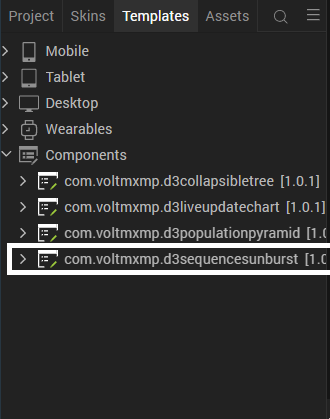 Project Skins Templates Assets
Mobile
Tablet
Desktop
Wearables
Components
com.voltmxmp.d3collapsibletree [1.0.1]
com.voltmxmp.d3liveupdatechart [1.0.1]
com.voltmxmp.d3populationpyramid [1.0
com.voltmxmp.d3sequencesunburst [1.0